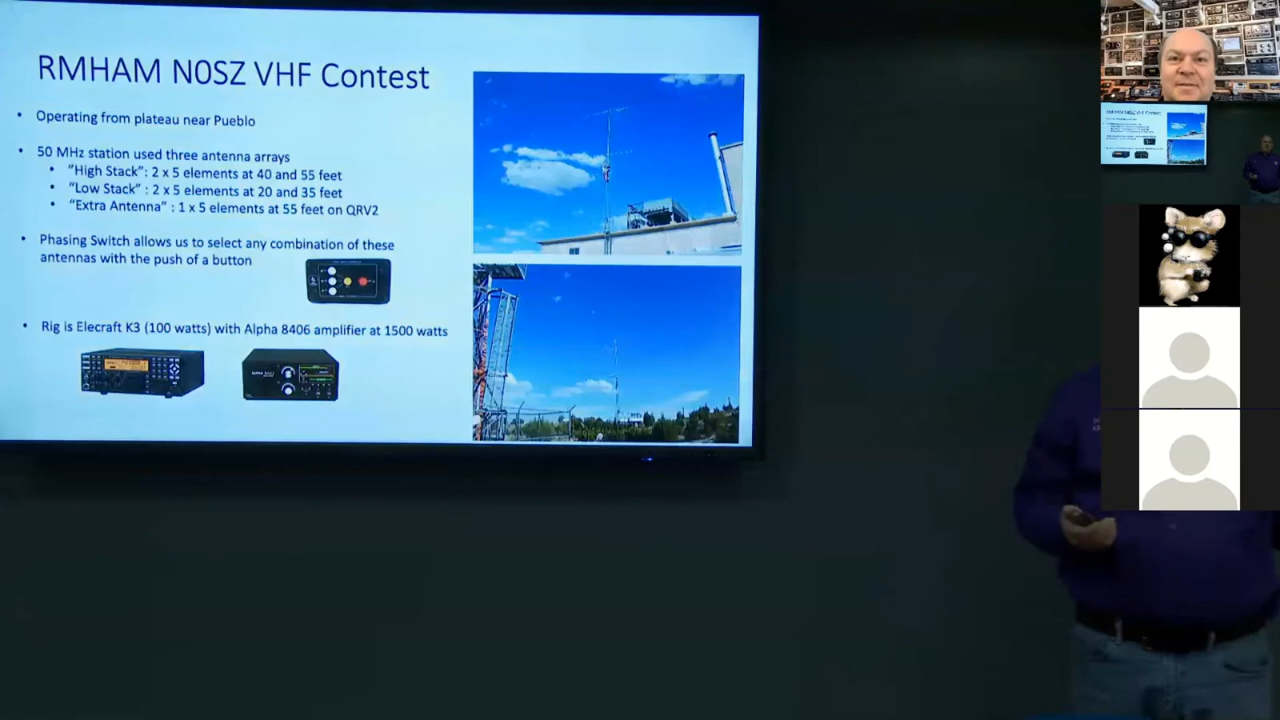 RMHAM N0SZ VHF Contest
• Operating from plateau near Pueblo
• 50 MHz station used three antenna arrays
• "High Stack": 2 x 5 elements at 40 and 55 feet
• "Low Stack" : 2 x 5 elements at 20 and 35 feet
• "Extra Antenna" : 1 x 5 elements at 55 feet on QRV2
• Phasing Switch allows us to select any combination of these
antennas with the push of a button
• Rig is Elecraft K3 (100 watts) with Alpha 8406 amplifier at 1500 watts